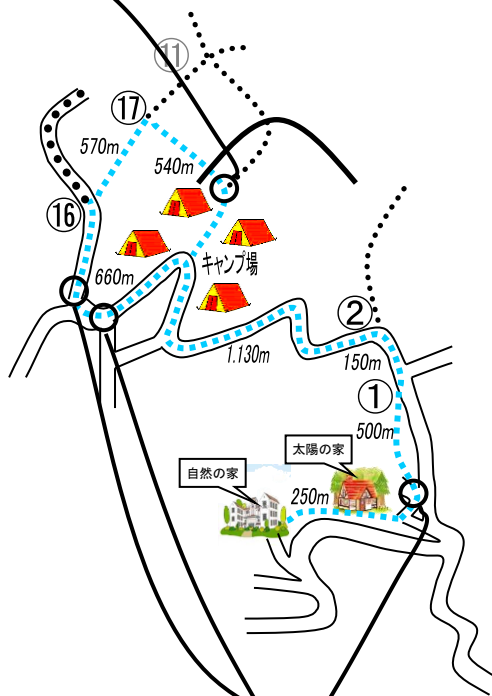 ⑪
⑰
570m
540m
⑯
660m
キャンプ場
②
1.130m
150m
①
500m
太陽の家
自然の家
250m